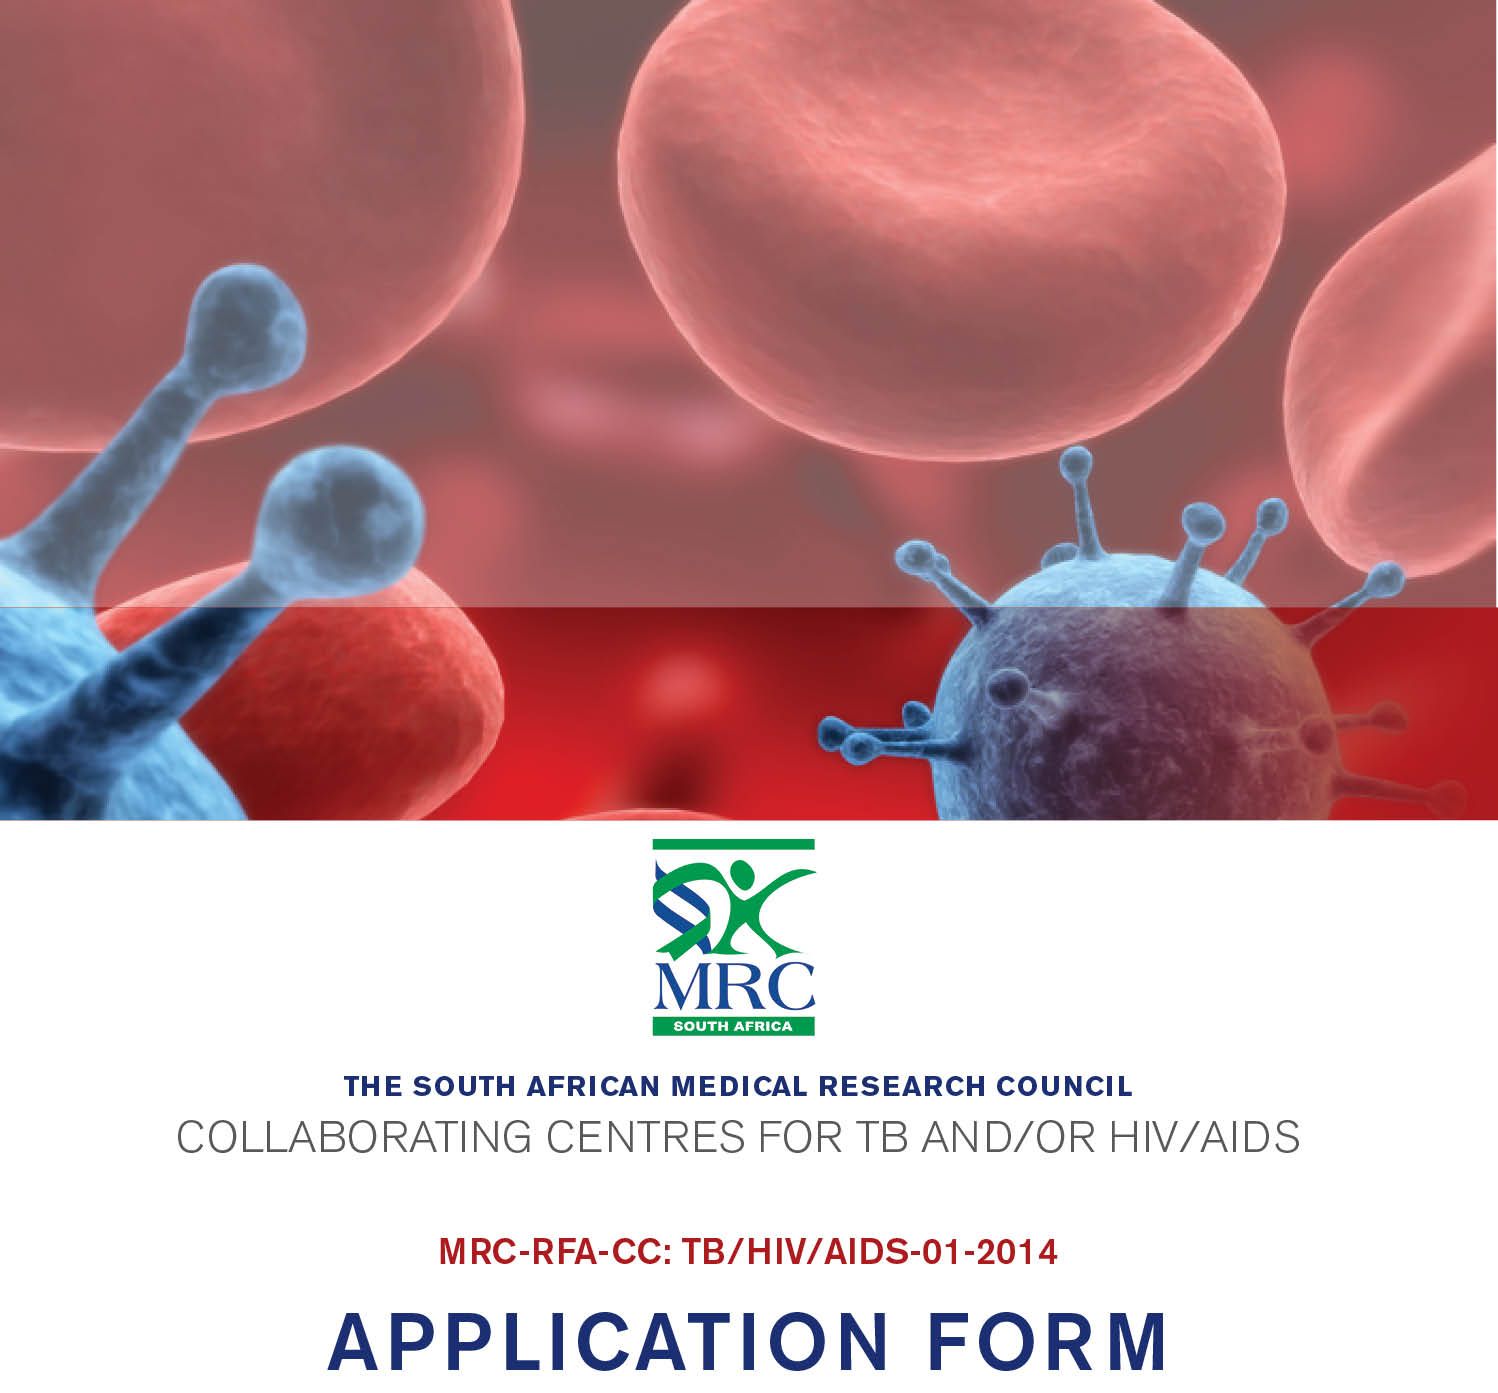 MRC
SOUTH AFRICA
THE SOUTH AFRICAN MEDICAL RESEARCH COUNCIL
COLLABORATING CENTRES FOR TB AND/OR HIV/AIDS
MRC-RFA-CC: TB/HIV/AIDS-01-2014
APPLICATION FORM